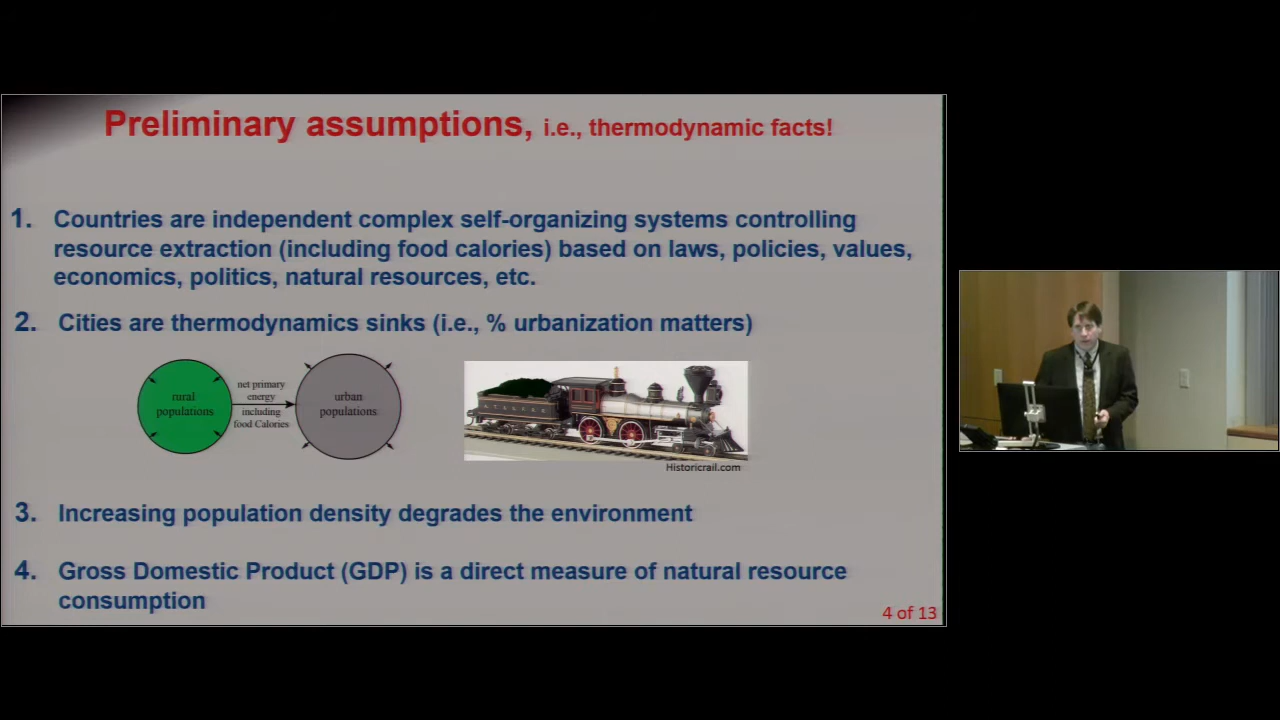 Preliminary assumptions, i.e., thermodynamic facts!
1. Countries are independent complex self-organizing systems controlling
resource extraction (including food calories) based on laws, policies, values,
economics, politics, natural resources, etc.
2. Cities are thermodynamics sinks (i.e., % urbanization matters)
rural
populations
net primary
energy
including
food Calories
urban
populations
Historicrail.com
3. Increasing population density degrades the environment
4. Gross Domestic Product (GDP) is a direct measure of natural resource
consumption
4 of 13